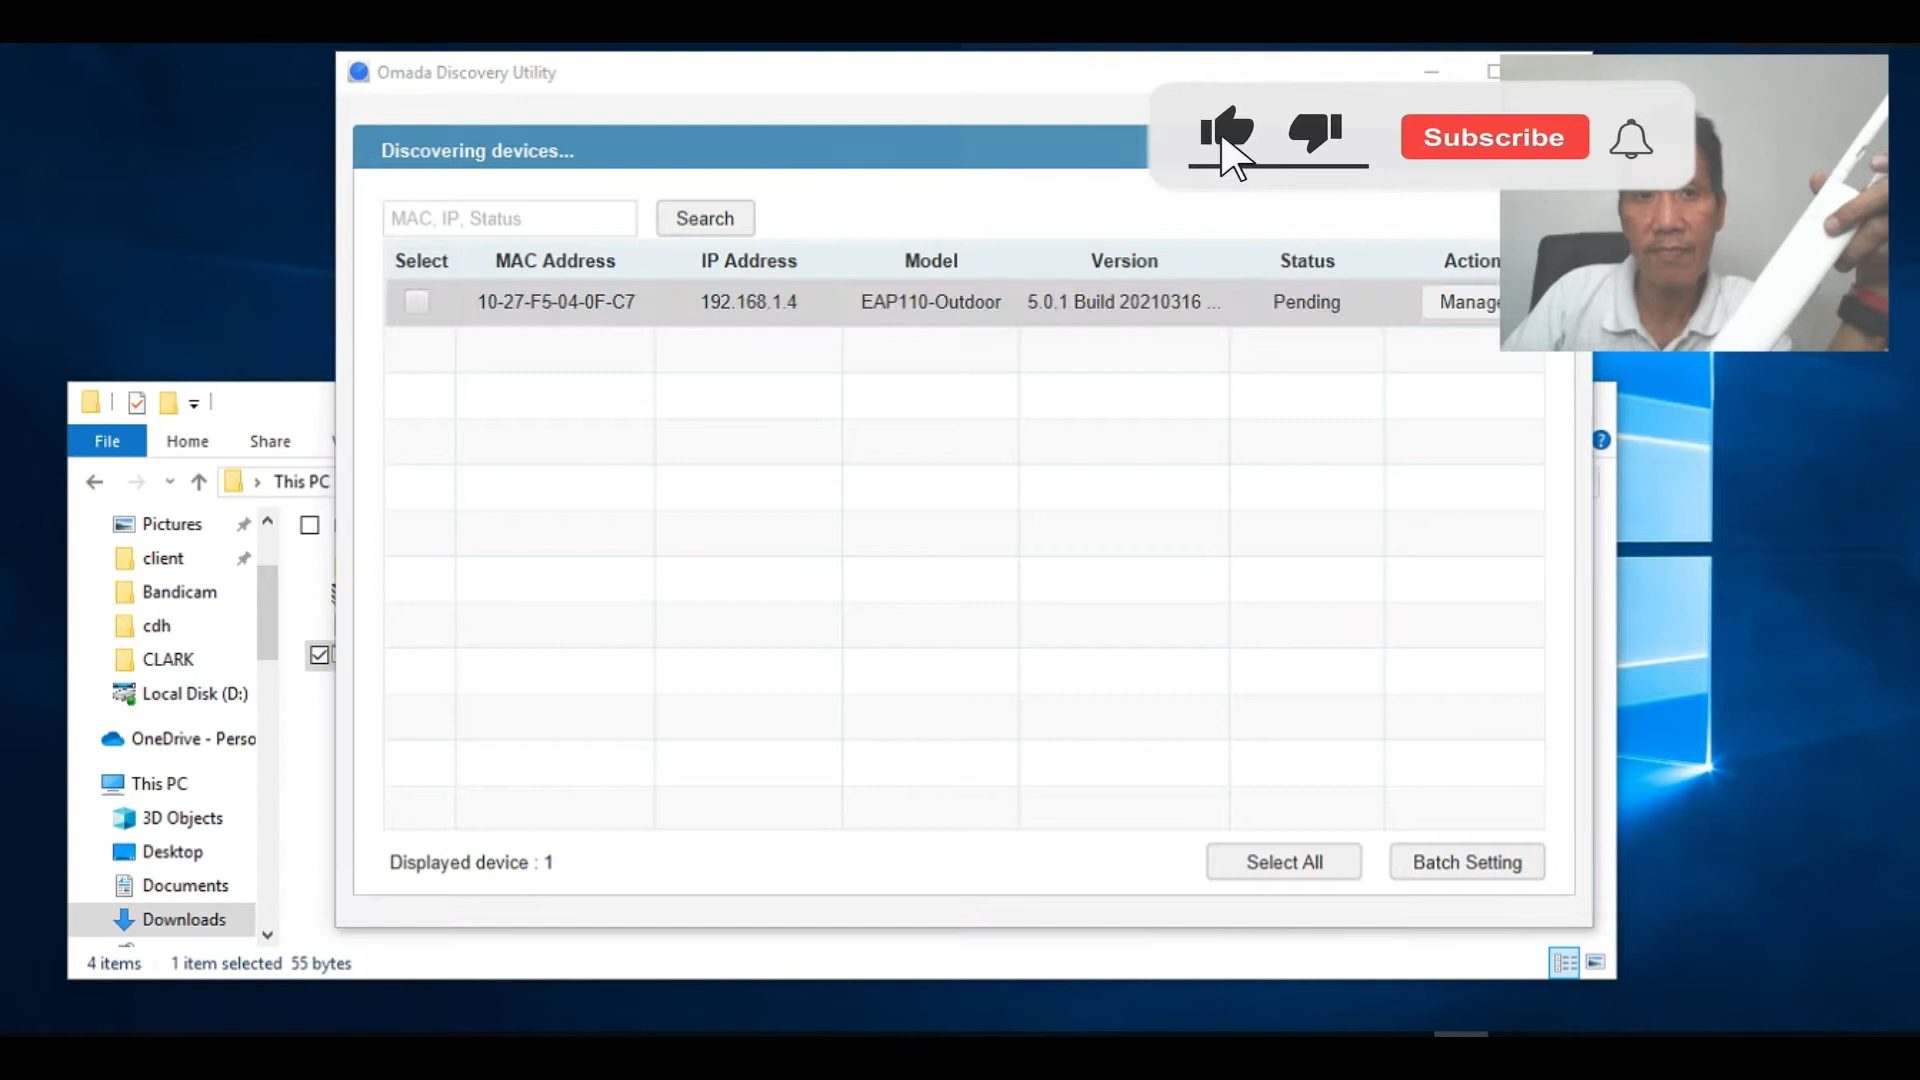 Omada Discovery Utility
Subscribe
Discovering devices...
MAC, IP, Status
Search
Select MAC Address IP Address Model Version Status Action
10-27-F5-04-0F-C7 192.168.1.4 EAP110-Outdoor 5.0.1 Build 20210316 ... Pending Manage
File Home Share
This PC
Pictures
client
Bandicam
cdh
CLARK
Local Disk (D:)
OneDrive - Perso
This PC
3D Objects
Desktop
Documents
Downloads
Displayed device : 1
Select All
Batch Setting
4 items 1 item selected 55 bytes